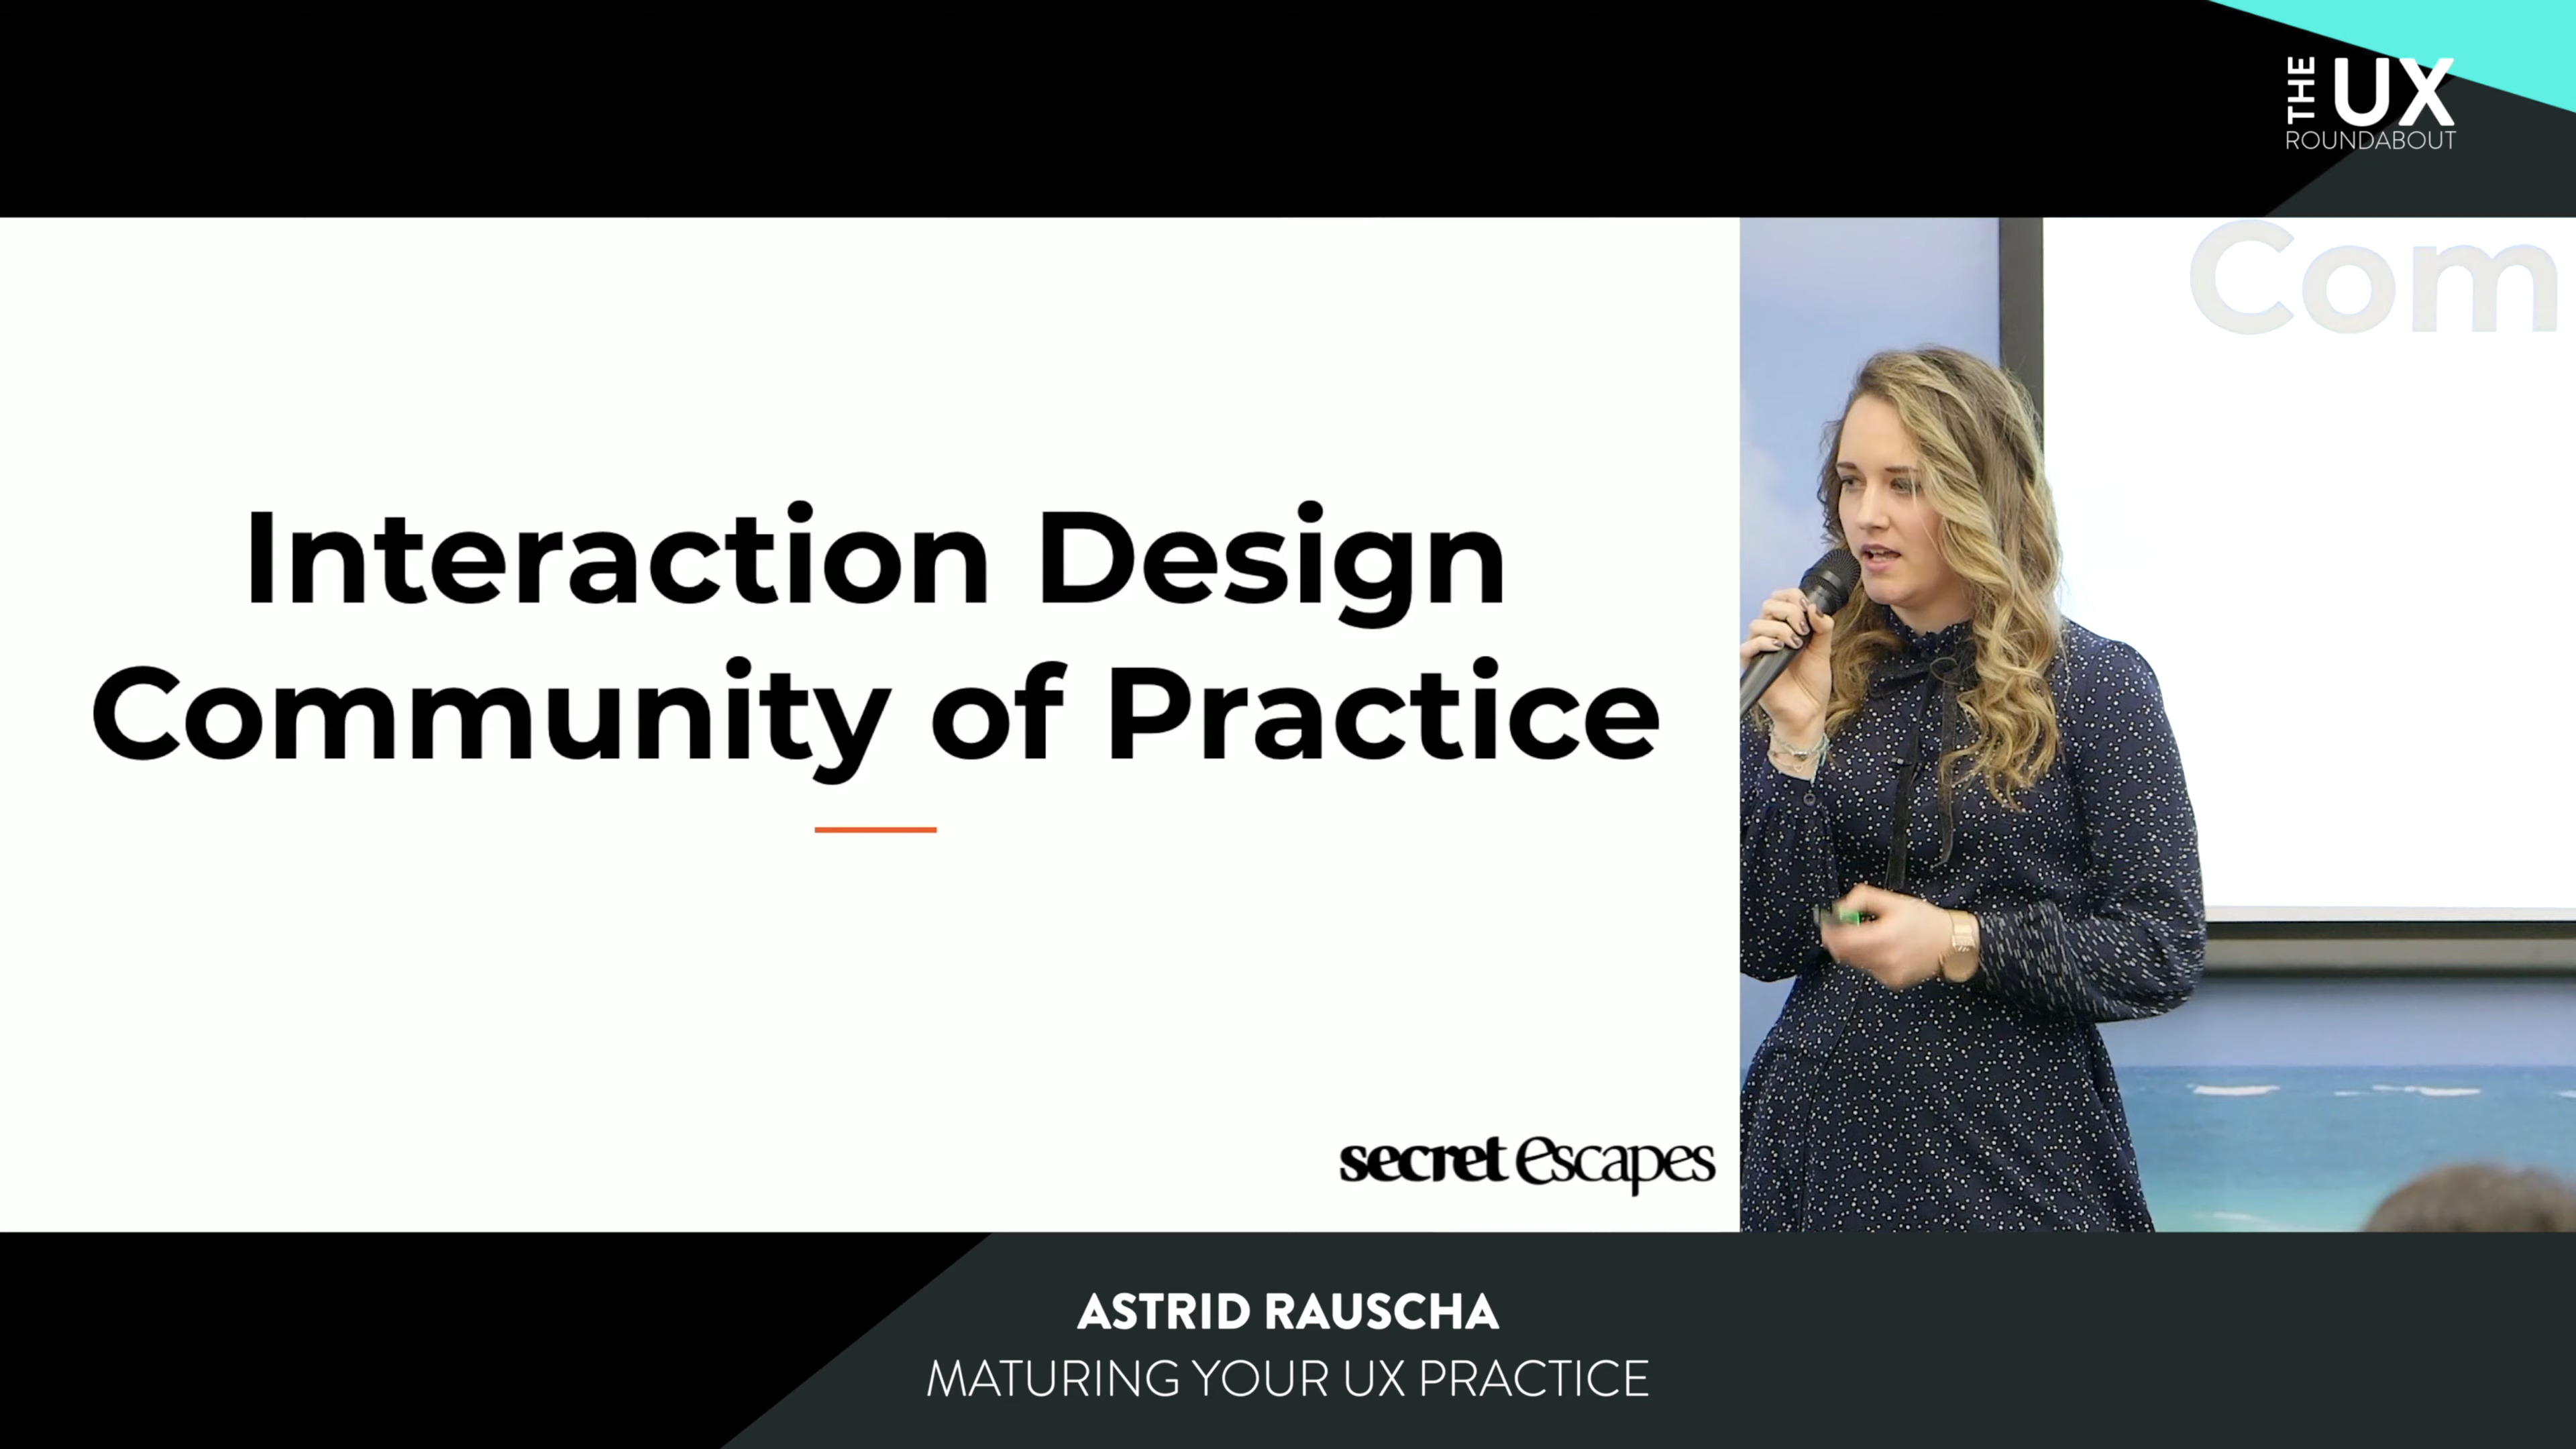 THE UX
ROUNDABOUT
Com
Interaction Design
Community of Practice
secret escapes
ASTRID RAUSCHA
MATURING YOUR UX PRACTICE